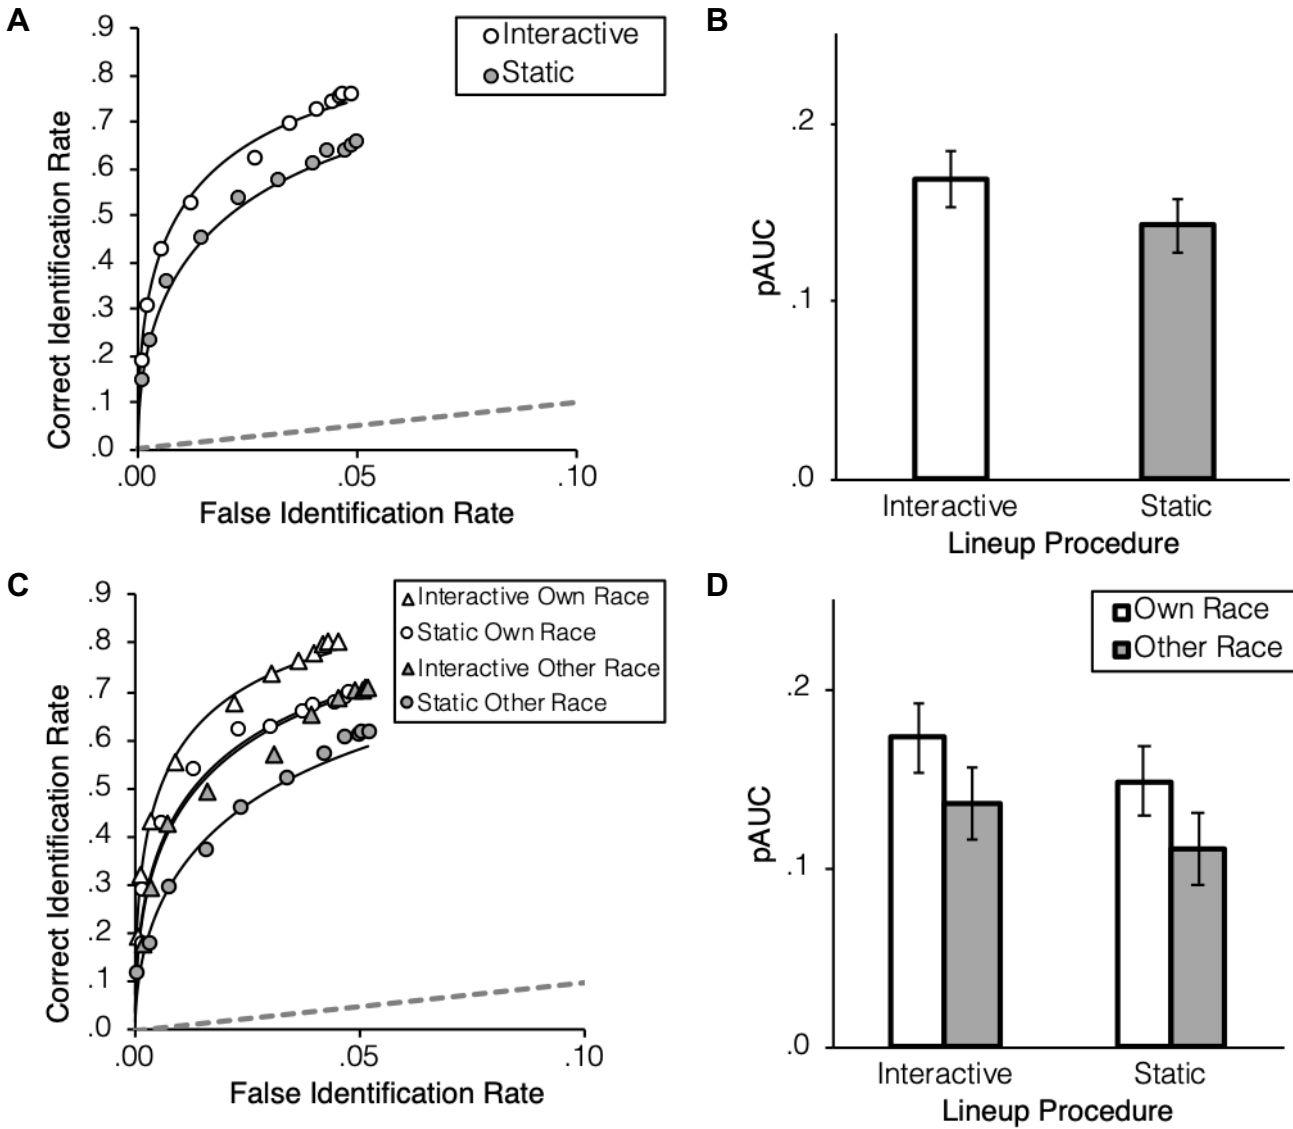 A
.9
.8
.7
.6
.5
.4
.3
.2
.1
.0
Correct Identification Rate
.00
.05
.10
False Identification Rate
Interactive
Static
B
.2
.1
.0
pAUC
Interactive
Static
Lineup Procedure
C
.9
.8
.7
.6
.5
.4
.3
.2
.1
.0
Correct Identification Rate
.00
.05
.10
False Identification Rate
Interactive Own Race
Static Own Race
Interactive Other Race
Static Other Race
D
.2
.1
.0
pAUC
Own Race
Other Race
Interactive
Static
Lineup Procedure